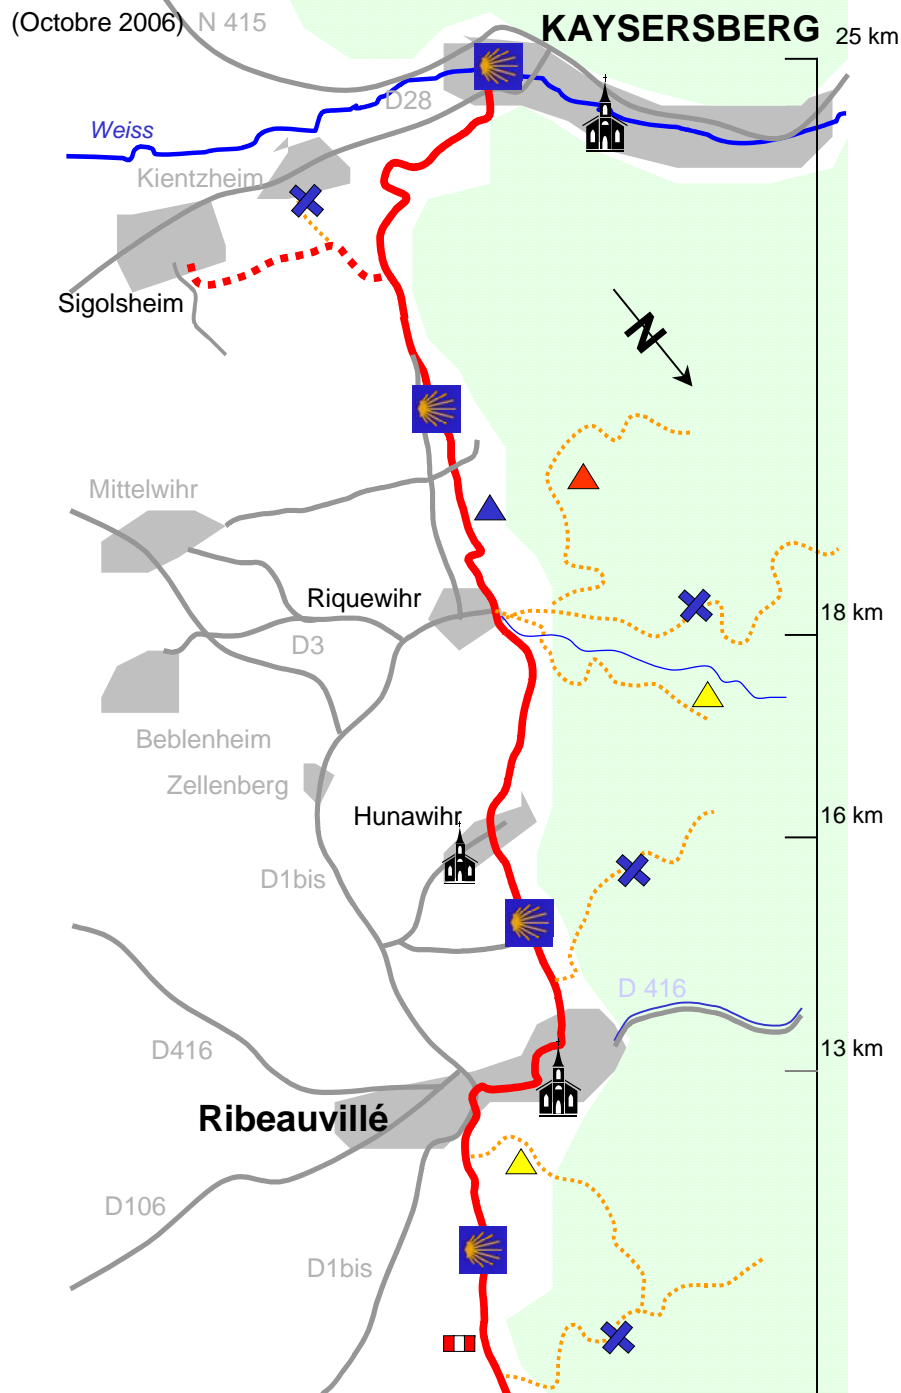 (Octobre 2006)
N 415
KAYSERSBERG
25 km
D28
Weiss
Kientzheim
Sigolsheim
N
Mittelwihr
Riquewihr
18 km
D3
Beblenheim
Zellenberg
Hunawihr
16 km
D1bis
D 416
D416
13 km
Ribeauvillé
D106
D1bis